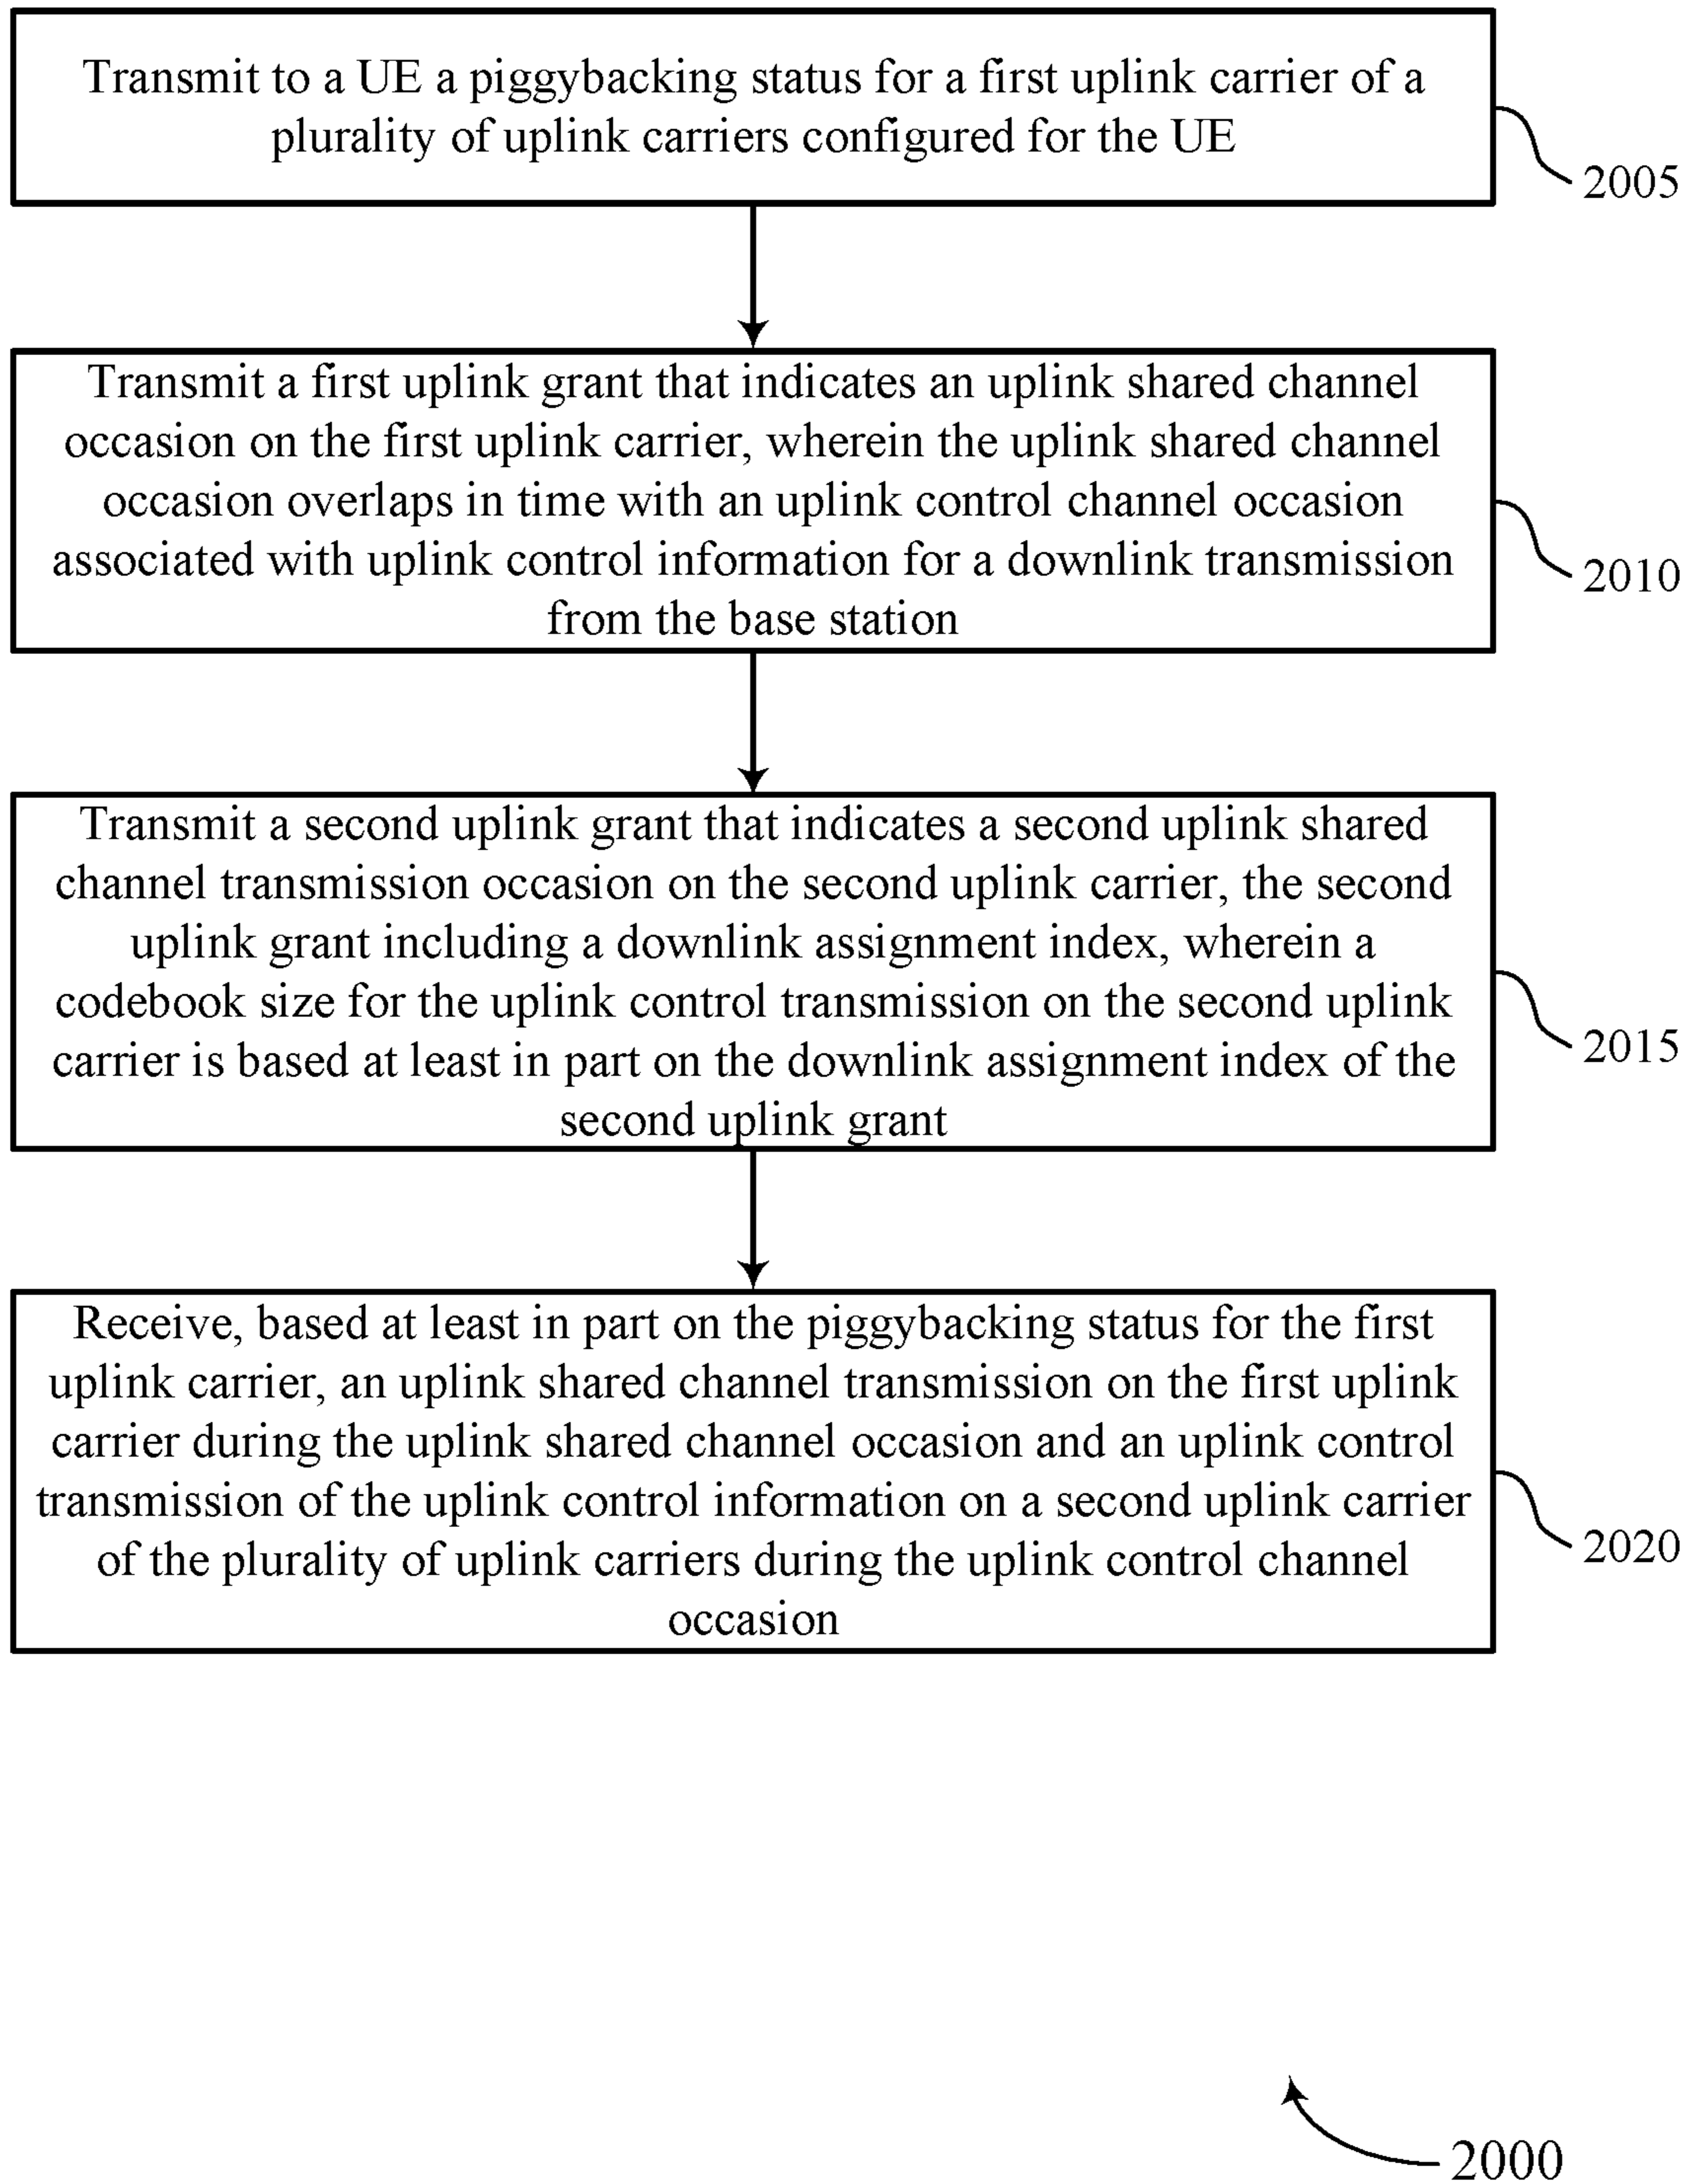 Transmit to a UE a piggybacking status for a first uplink carrier of a
plurality of uplink carriers configured for the UE
2005
Transmit a first uplink grant that indicates an uplink shared channel
occasion on the first uplink carrier, wherein the uplink shared channel
occasion overlaps in time with an uplink control channel occasion
associated with uplink control information for a downlink transmission
from the base station
2010
Transmit a second uplink grant that indicates a second uplink shared
channel transmission occasion on the second uplink carrier, the second
uplink grant including a downlink assignment index, wherein a
codebook size for the uplink control transmission on the second uplink
carrier is based at least in part on the downlink assignment index of the
second uplink grant
2015
Receive, based at least in part on the piggybacking status for the first
uplink carrier, an uplink shared channel transmission on the first uplink
carrier during the uplink shared channel occasion and an uplink control
transmission of the uplink control information on a second uplink carrier
of the plurality of uplink carriers during the uplink control channel
occasion
2020
2000